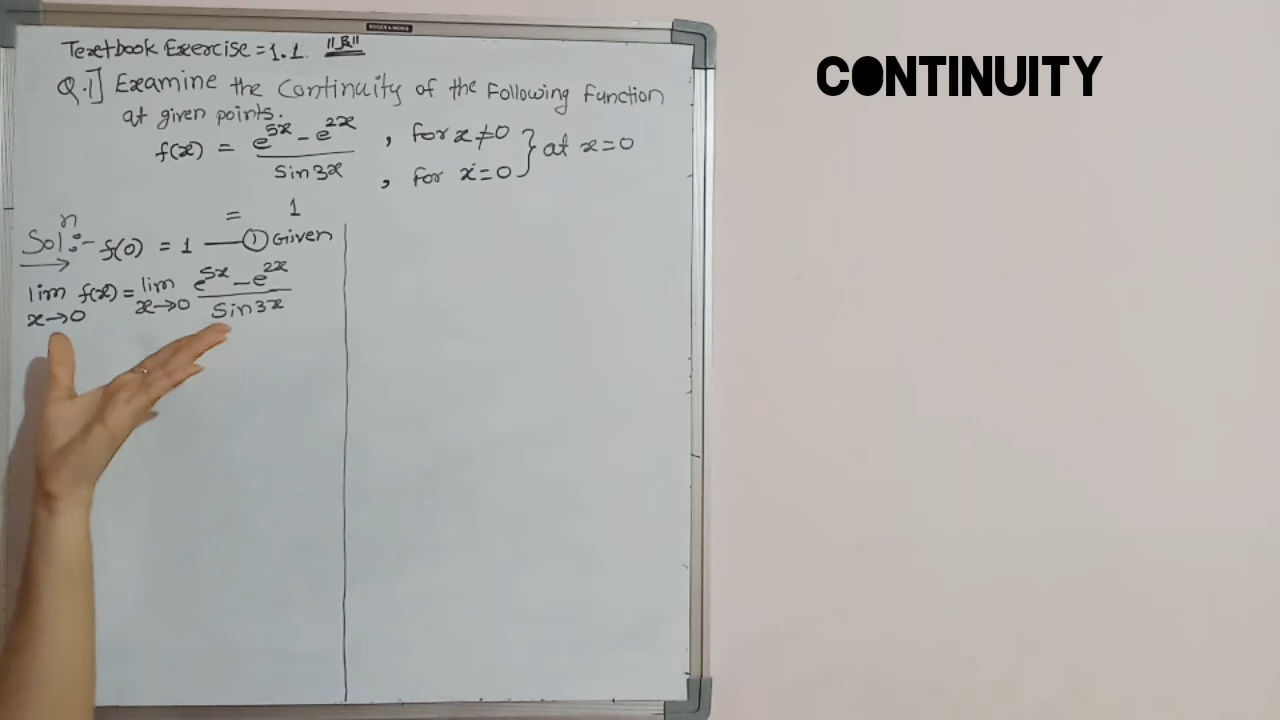 Textbook Exercise = 1.1 "B"
CONTINUITY
Q.1] Examine the Continuity of the Following Function
at given points.
f(x) = e^5x - e^2x / sin3x , for x ≠ 0 } at x = 0
= 1 , for x = 0
Sol^n :- f(0) = 1 —① Given
lim x→0 f(x) = lim x→0 e^5x - e^2x / sin3x